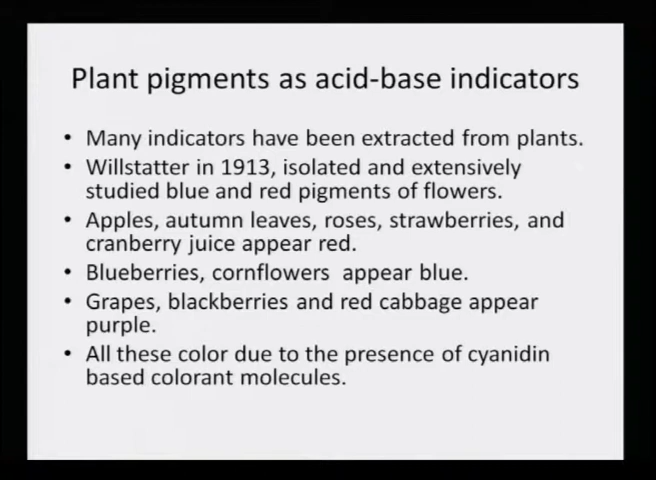 Plant pigments as acid-base indicators
• Many indicators have been extracted from plants.
• Willstatter in 1913, isolated and extensively
studied blue and red pigments of flowers.
• Apples, autumn leaves, roses, strawberries, and
cranberry juice appear red.
• Blueberries, cornflowers appear blue.
• Grapes, blackberries and red cabbage appear
purple.
• All these color due to the presence of cyanidin
based colorant molecules.